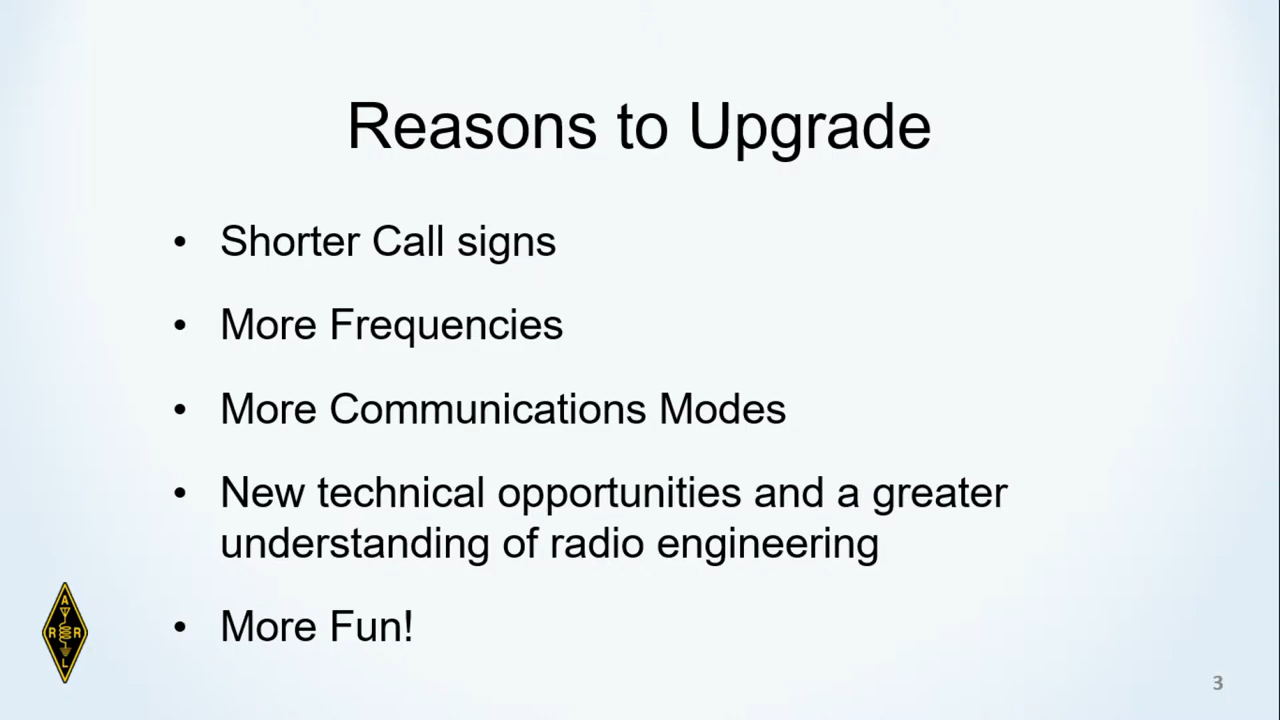 Reasons to Upgrade
• Shorter Call signs
• More Frequencies
• More Communications Modes
• New technical opportunities and a greater
understanding of radio engineering
• More Fun!
A
R R
L
3